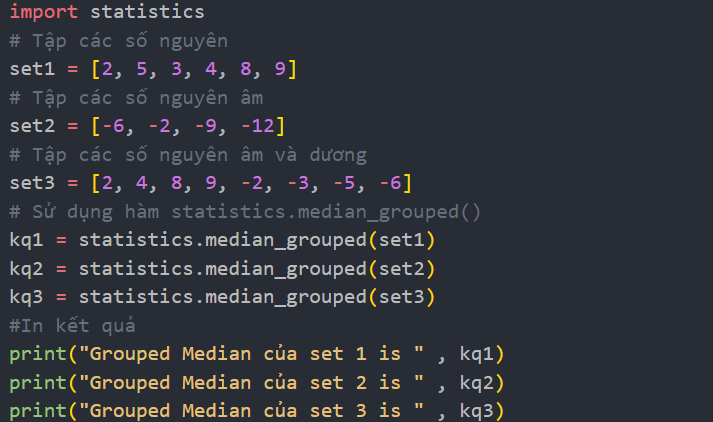 import statistics
# Tập các số nguyên
set1 = [2, 5, 3, 4, 8, 9]
# Tập các số nguyên âm
set2 = [-6, -2, -9, -12]
# Tập các số nguyên âm và dương
set3 = [2, 4, 8, 9, -2, -3, -5, -6]
# Sử dụng hàm statistics.median_grouped()
kq1 = statistics.median_grouped(set1)
kq2 = statistics.median_grouped(set2)
kq3 = statistics.median_grouped(set3)
#In kết quả
print("Grouped Median của set 1 is " , kq1)
print("Grouped Median của set 2 is " , kq2)
print("Grouped Median của set 3 is " , kq3)